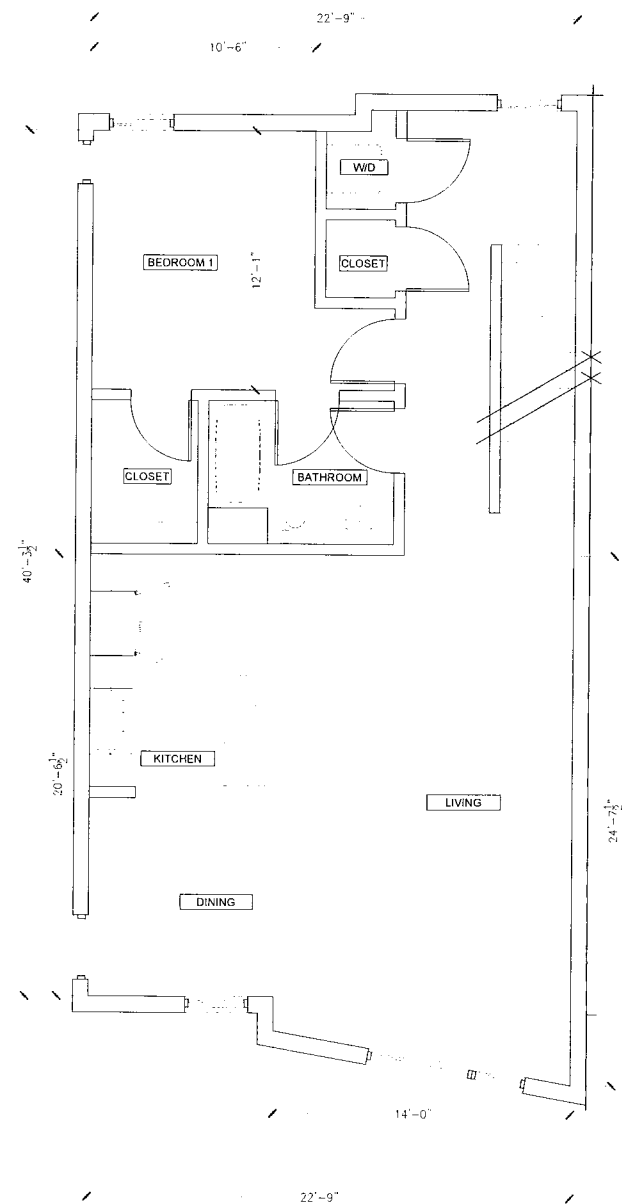 22'-9"
10'-6"
W/D
BEDROOM 1
12'-1"
CLOSET
CLOSET
BATHROOM
40'-3½"
KITCHEN
20'-6½"
LIVING
24'-7½"
DINING
14'-0"
22'-9"